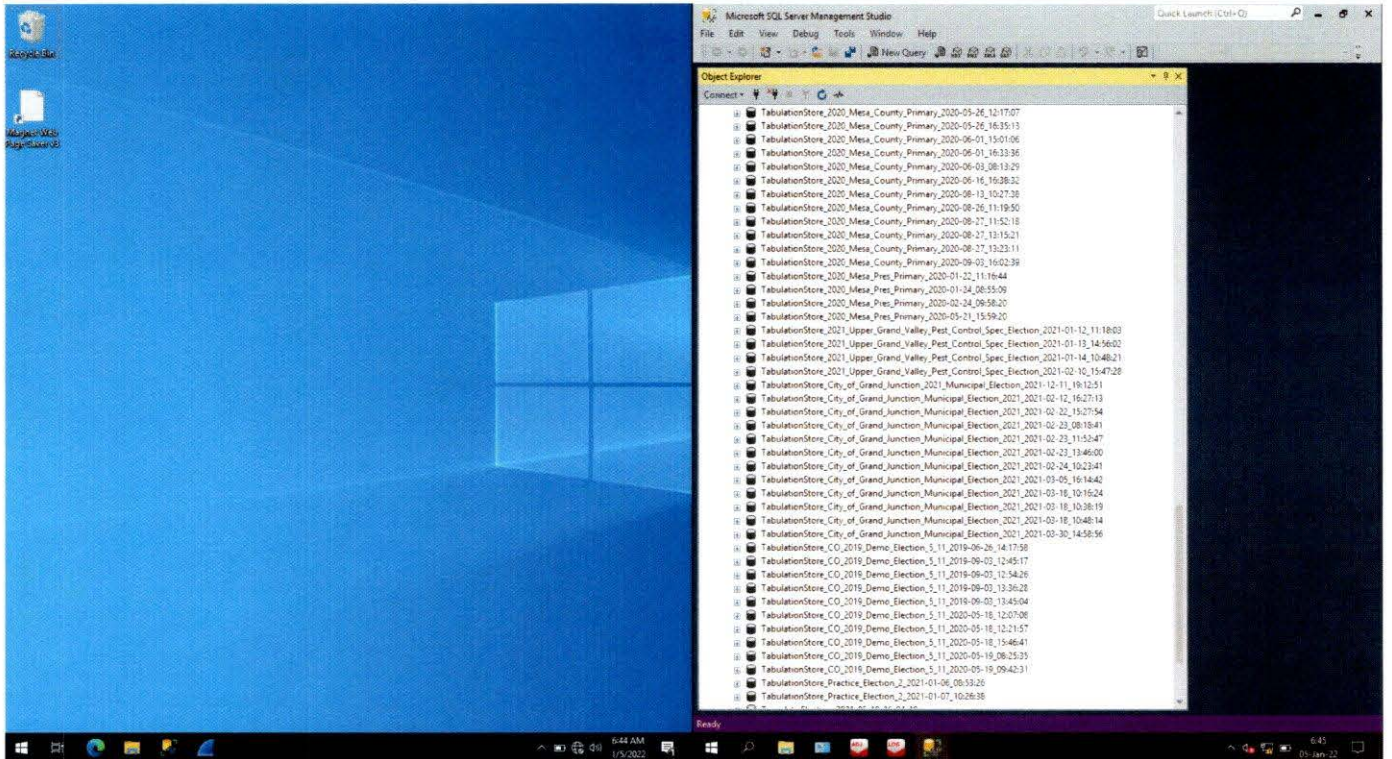 Recycle Bin
Magnet Web
Page Saver v3
Microsoft SQL Server Management Studio
Quick Launch (Ctrl+Q)
File Edit View Debug Tools Window Help
New Query
Object Explorer
Connect
TabulationStore_2020_Mesa_County_Primary_2020-05-26_12:17:07
TabulationStore_2020_Mesa_County_Primary_2020-05-26_16:35:13
TabulationStore_2020_Mesa_County_Primary_2020-06-01_15:01:06
TabulationStore_2020_Mesa_County_Primary_2020-06-01_16:33:36
TabulationStore_2020_Mesa_County_Primary_2020-06-03_08:13:29
TabulationStore_2020_Mesa_County_Primary_2020-06-16_16:38:32
TabulationStore_2020_Mesa_County_Primary_2020-08-13_10:27:38
TabulationStore_2020_Mesa_County_Primary_2020-08-26_11:19:50
TabulationStore_2020_Mesa_County_Primary_2020-08-27_11:52:18
TabulationStore_2020_Mesa_County_Primary_2020-08-27_13:15:21
TabulationStore_2020_Mesa_County_Primary_2020-08-27_13:23:11
TabulationStore_2020_Mesa_County_Primary_2020-09-03_16:02:39
TabulationStore_2020_Mesa_Pres_Primary_2020-01-22_11:16:44
TabulationStore_2020_Mesa_Pres_Primary_2020-01-24_08:55:09
TabulationStore_2020_Mesa_Pres_Primary_2020-02-24_09:58:20
TabulationStore_2020_Mesa_Pres_Primary_2020-05-21_15:59:20
TabulationStore_2021_Upper_Grand_Valley_Pest_Control_Spec_Election_2021-01-12_11:18:03
TabulationStore_2021_Upper_Grand_Valley_Pest_Control_Spec_Election_2021-01-13_14:56:02
TabulationStore_2021_Upper_Grand_Valley_Pest_Control_Spec_Election_2021-01-14_10:48:21
TabulationStore_2021_Upper_Grand_Valley_Pest_Control_Spec_Election_2021-02-10_15:47:28
TabulationStore_City_of_Grand_Junction_2021_Municipal_Election_2021-12-11_19:12:51
TabulationStore_City_of_Grand_Junction_Municipal_Election_2021_2021-02-12_16:27:13
TabulationStore_City_of_Grand_Junction_Municipal_Election_2021_2021-02-22_15:27:54
TabulationStore_City_of_Grand_Junction_Municipal_Election_2021_2021-02-23_08:18:41
TabulationStore_City_of_Grand_Junction_Municipal_Election_2021_2021-02-23_11:52:47
TabulationStore_City_of_Grand_Junction_Municipal_Election_2021_2021-02-23_13:46:00
TabulationStore_City_of_Grand_Junction_Municipal_Election_2021_2021-02-24_10:23:41
TabulationStore_City_of_Grand_Junction_Municipal_Election_2021_2021-03-05_16:14:42
TabulationStore_City_of_Grand_Junction_Municipal_Election_2021_2021-03-18_10:16:24
TabulationStore_City_of_Grand_Junction_Municipal_Election_2021_2021-03-18_10:38:19
TabulationStore_City_of_Grand_Junction_Municipal_Election_2021_2021-03-18_10:48:14
TabulationStore_City_of_Grand_Junction_Municipal_Election_2021_2021-03-30_14:58:56
TabulationStore_CO_2019_Demo_Election_5_11_2019-06-26_14:17:58
TabulationStore_CO_2019_Demo_Election_5_11_2019-09-03_12:45:17
TabulationStore_CO_2019_Demo_Election_5_11_2019-09-03_12:54:26
TabulationStore_CO_2019_Demo_Election_5_11_2019-09-03_13:36:28
TabulationStore_CO_2019_Demo_Election_5_11_2019-09-03_13:45:04
TabulationStore_CO_2019_Demo_Election_5_11_2020-05-18_12:07:08
TabulationStore_CO_2019_Demo_Election_5_11_2020-05-18_12:21:57
TabulationStore_CO_2019_Demo_Election_5_11_2020-05-18_15:46:41
TabulationStore_CO_2019_Demo_Election_5_11_2020-05-19_08:25:35
TabulationStore_CO_2019_Demo_Election_5_11_2020-05-19_09:42:31
TabulationStore_Practice_Election_2_2021-01-06_08:53:26
TabulationStore_Practice_Election_2_2021-01-07_10:26:38
Ready
6:44 AM
1/5/2022
6:45
05-Jan-22